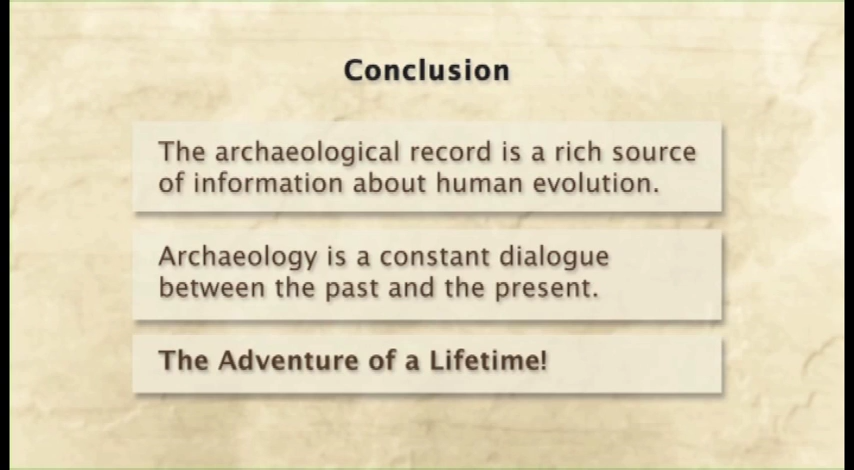 Conclusion
The archaeological record is a rich source
of information about human evolution.
Archaeology is a constant dialogue
between the past and the present.
The Adventure of a Lifetime!